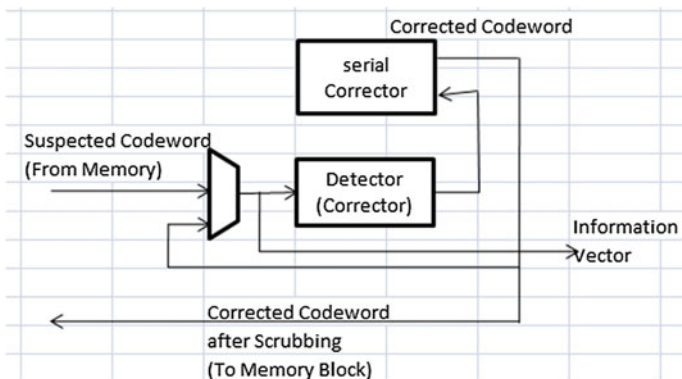 Corrected Codeword
serial
Corrector
Suspected Codeword
(From Memory)
Detector
(Corrector)
Information
Vector
Corrected Codeword
after Scrubbing
(To Memory Block)